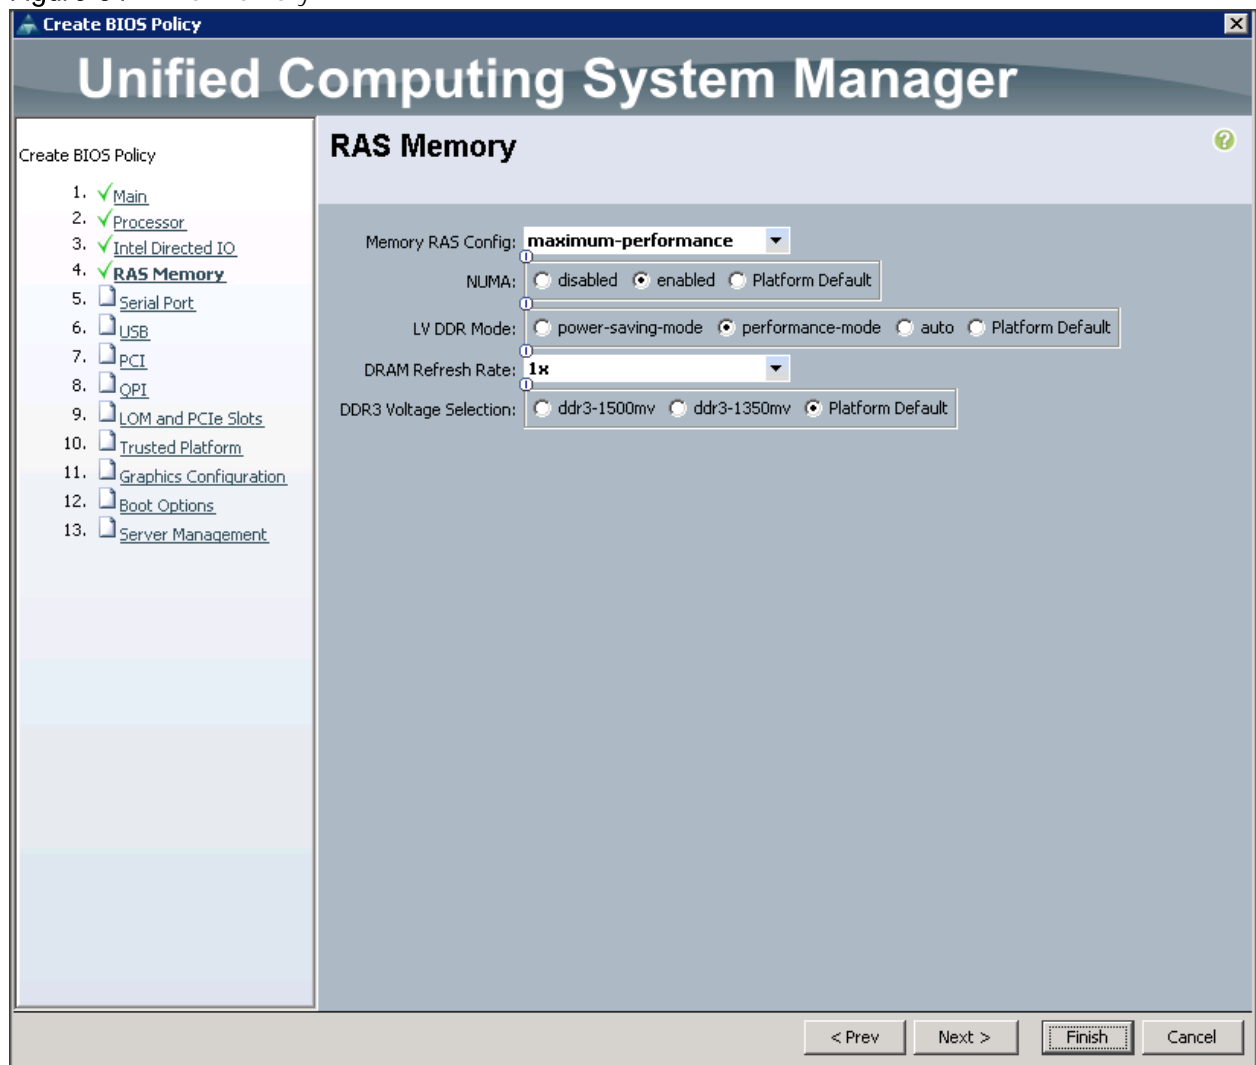 Create BIOS Policy
Unified Computing System Manager
Create BIOS Policy
1. Main
2. Processor
3. Intel Directed IO
4. RAS Memory
5. Serial Port
6. USB
7. PCI
8. QPI
9. LOM and PCIe Slots
10. Trusted Platform
11. Graphics Configuration
12. Boot Options
13. Server Management
RAS Memory
Memory RAS Config: maximum-performance
NUMA: disabled enabled Platform Default
LV DDR Mode: power-saving-mode performance-mode auto Platform Default
DRAM Refresh Rate: 1x
DDR3 Voltage Selection: ddr3-1500mv ddr3-1350mv Platform Default
< Prev Next > Finish Cancel